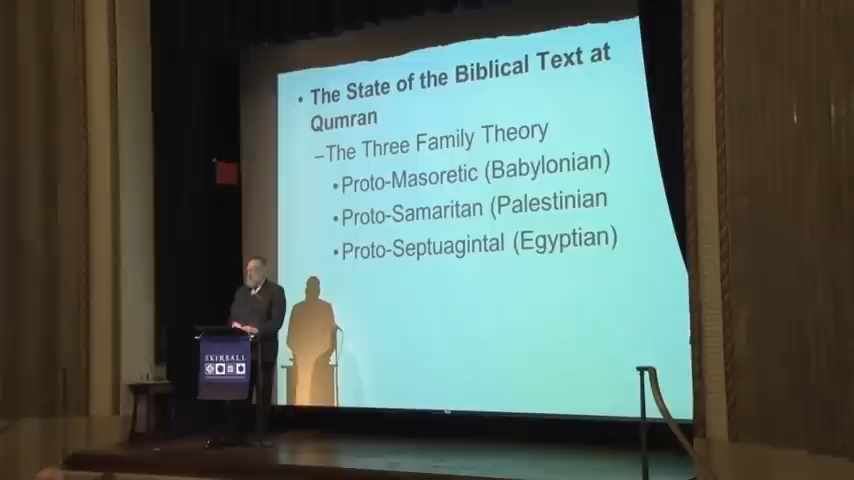 • The State of the Biblical Text at
Qumran
–The Three Family Theory
•Proto-Masoretic (Babylonian)
•Proto-Samaritan (Palestinian
•Proto-Septuagintal (Egyptian)
SKIRBALL